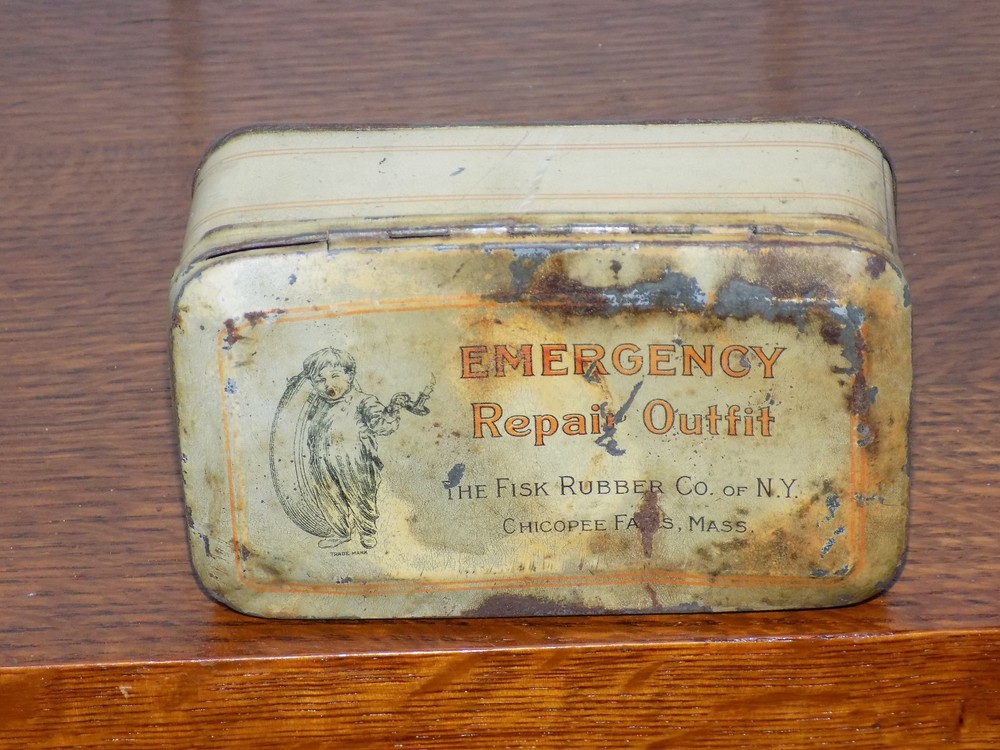 EMERGENCY
Repair Outfit
THE FISK RUBBER CO. OF N.Y.
CHICOPEE FALLS, MASS.
TRADE MARK